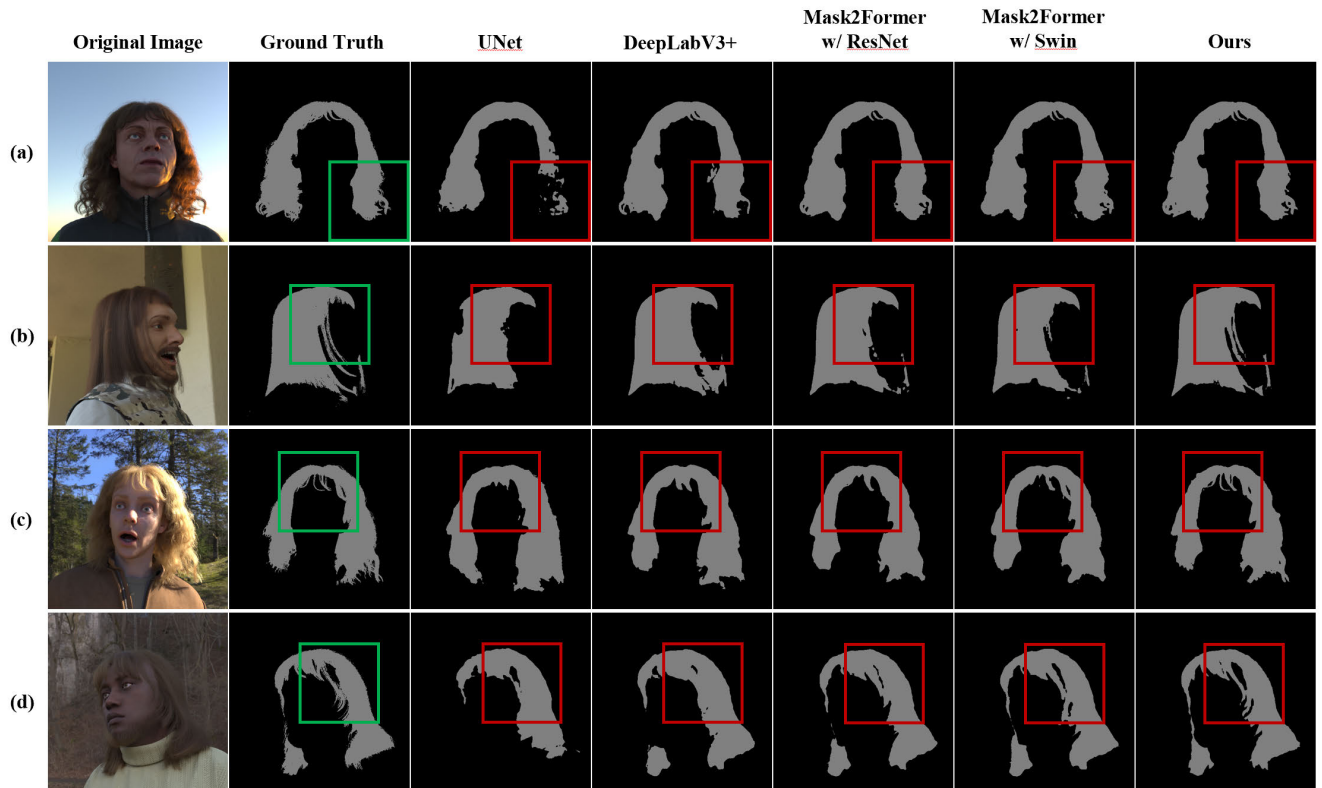 Original Image
Ground Truth
UNet
DeepLabV3+
Mask2Former
w/ ResNet
Mask2Former
w/ Swin
Ours
(a)
(b)
(c)
(d)